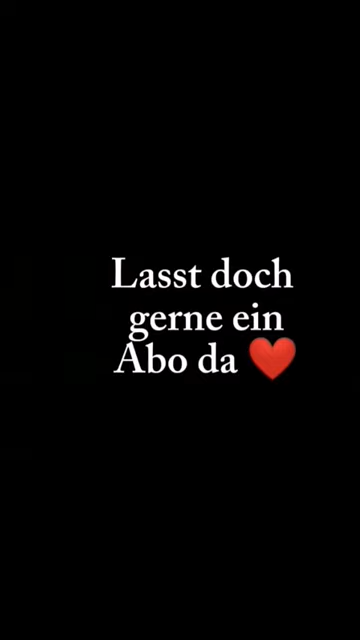 Lasst doch
gerne ein
Abo da ❤️